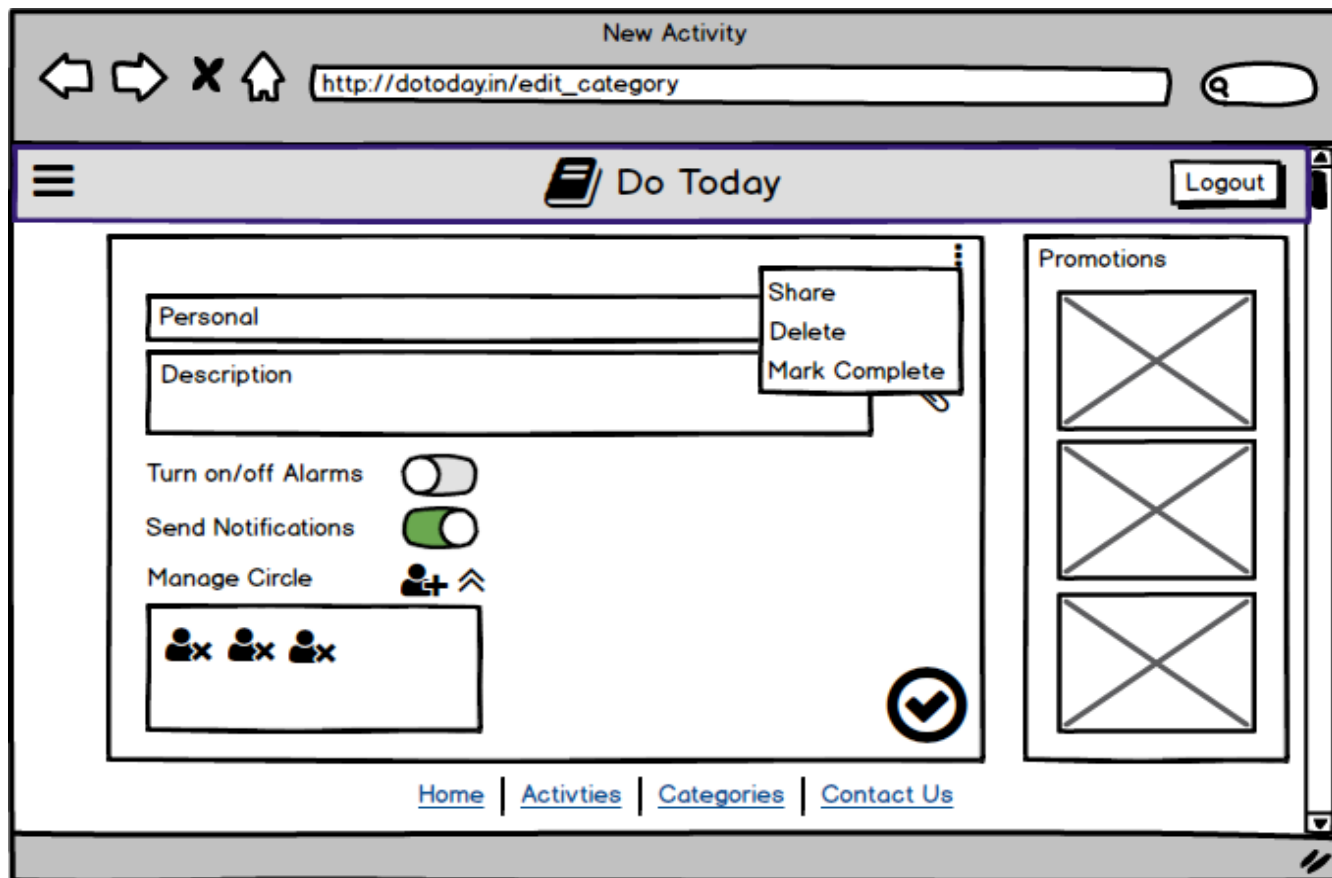 New Activity
http://dotoday.in/edit_category
Do Today
Logout
Share
Delete
Mark Complete
Personal
Description
Turn on/off Alarms
Send Notifications
Manage Circle
Promotions
Home
Activties
Categories
Contact Us